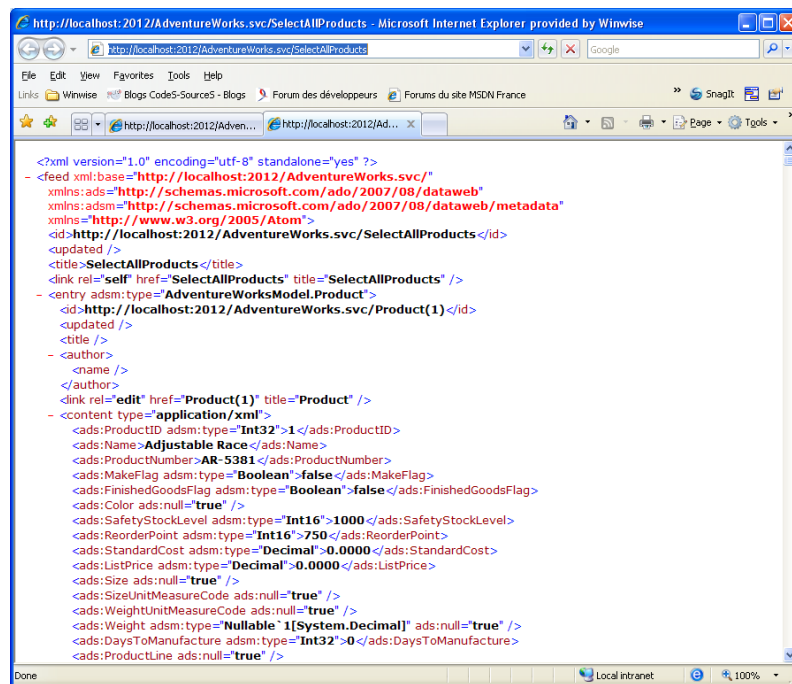 http://localhost:2012/AdventureWorks.svc/SelectAllProducts - Microsoft Internet Explorer provided by Winwise
http://localhost:2012/AdventureWorks.svc/SelectAllProducts Google
File Edit View Favorites Tools Help
Links Winwise Blogs CodeS-SourceS - Blogs Forum des développeurs Forums du site MSDN France » SnagIt
http://localhost:2012/Adven... http://localhost:2012/Ad... Page Tools »
<?xml version="1.0" encoding="utf-8" standalone="yes" ?>
- <feed xml:base="http://localhost:2012/AdventureWorks.svc/"
xmlns:ads="http://schemas.microsoft.com/ado/2007/08/dataweb"
xmlns:adsm="http://schemas.microsoft.com/ado/2007/08/dataweb/metadata"
xmlns="http://www.w3.org/2005/Atom">
<id>http://localhost:2012/AdventureWorks.svc/SelectAllProducts</id>
<updated />
<title>SelectAllProducts</title>
<link rel="self" href="SelectAllProducts" title="SelectAllProducts" />
- <entry adsm:type="AdventureWorksModel.Product">
<id>http://localhost:2012/AdventureWorks.svc/Product(1)</id>
<updated />
<title />
- <author>
<name />
</author>
<link rel="edit" href="Product(1)" title="Product" />
- <content type="application/xml">
<ads:ProductID adsm:type="Int32">1</ads:ProductID>
<ads:Name>Adjustable Race</ads:Name>
<ads:ProductNumber>AR-5381</ads:ProductNumber>
<ads:MakeFlag adsm:type="Boolean">false</ads:MakeFlag>
<ads:FinishedGoodsFlag adsm:type="Boolean">false</ads:FinishedGoodsFlag>
<ads:Color ads:null="true" />
<ads:SafetyStockLevel adsm:type="Int16">1000</ads:SafetyStockLevel>
<ads:ReorderPoint adsm:type="Int16">750</ads:ReorderPoint>
<ads:StandardCost adsm:type="Decimal">0.0000</ads:StandardCost>
<ads:ListPrice adsm:type="Decimal">0.0000</ads:ListPrice>
<ads:Size ads:null="true" />
<ads:SizeUnitMeasureCode ads:null="true" />
<ads:WeightUnitMeasureCode ads:null="true" />
<ads:Weight adsm:type="Nullable`1[System.Decimal]" ads:null="true" />
<ads:DaysToManufacture adsm:type="Int32">0</ads:DaysToManufacture>
<ads:ProductLine ads:null="true" />
Done Local intranet 100%